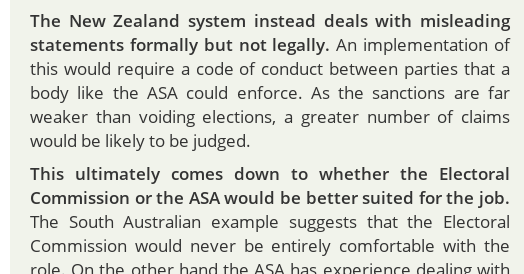 The New Zealand system instead deals with misleading
statements formally but not legally. An implementation of
this would require a code of conduct between parties that a
body like the ASA could enforce. As the sanctions are far
weaker than voiding elections, a greater number of claims
would be likely to be judged.
This ultimately comes down to whether the Electoral
Commission or the ASA would be better suited for the job.
The South Australian example suggests that the Electoral
Commission would never be entirely comfortable with the
role. On the other hand the ASA has experience dealing with